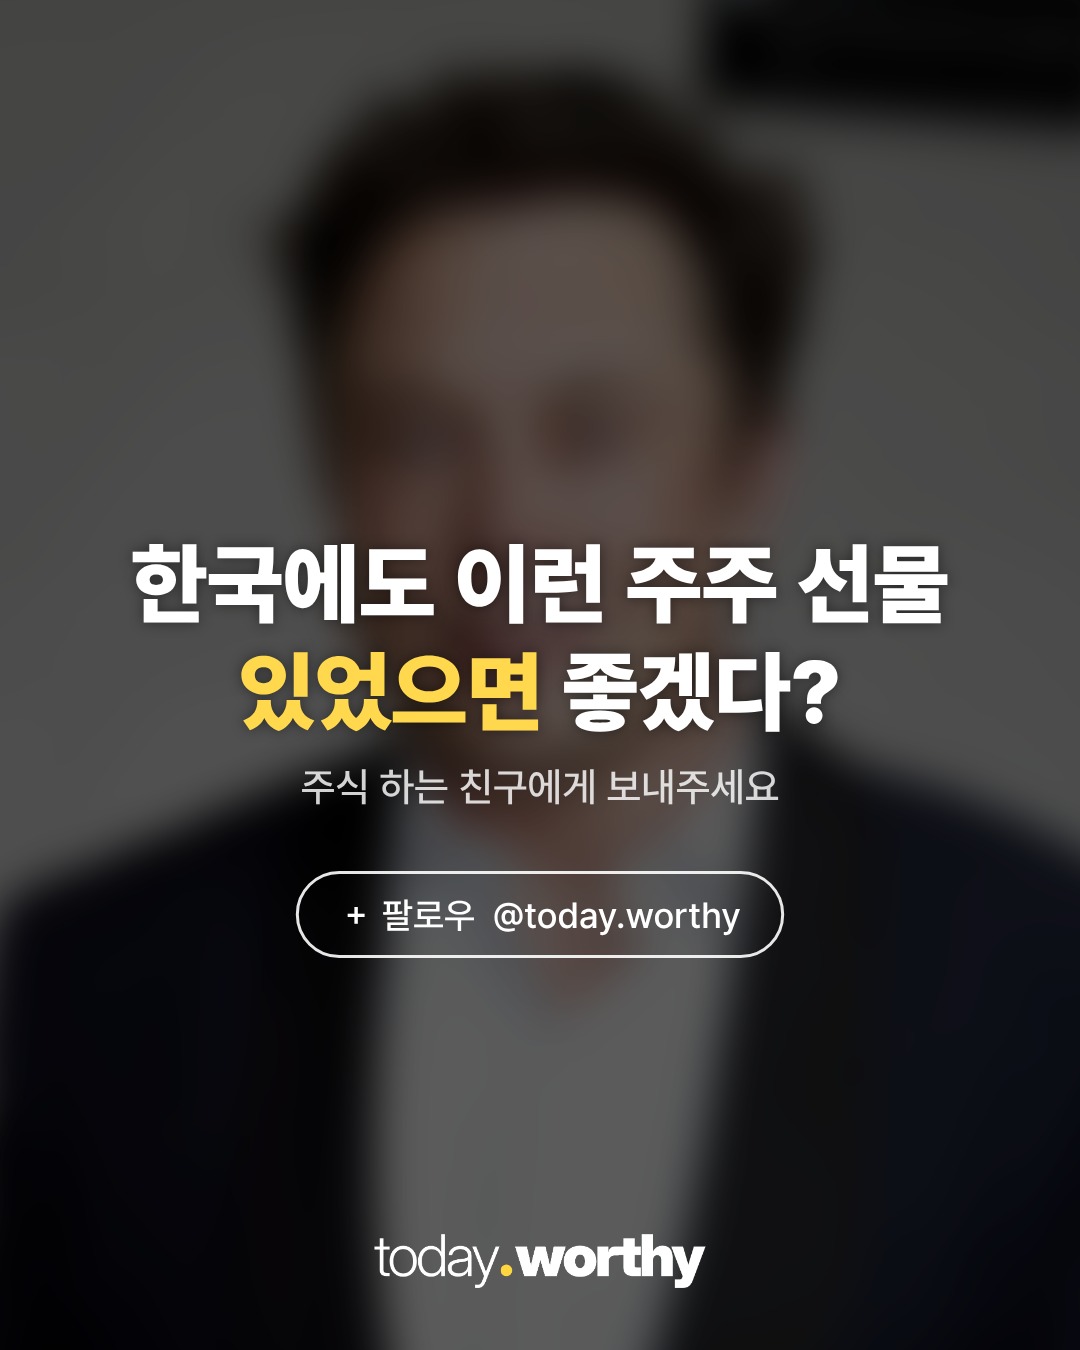 한국에도 이런 주주 선물
있었으면 좋겠다?
주식 하는 친구에게 보내주세요
+ 팔로우 @today.worthy
today.worthy